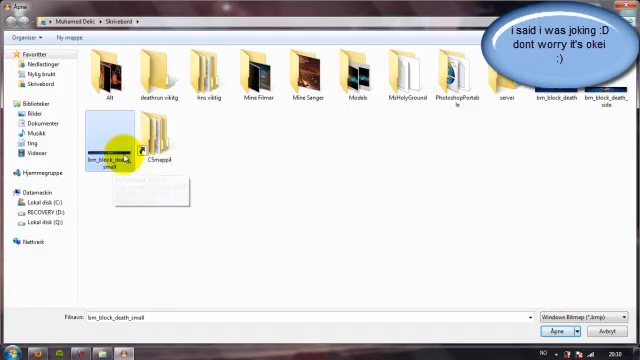 Åpne
Muhamed Delic ▸ Skrivebord ▸
Organiser
Ny mappe
i said i was joking :D
dont worry it's okei
:)
Favoritter
Nedlastinger
Nylig brukt
Skrivebord
Biblioteker
Bilder
Dokumenter
Musikk
ting
Videoer
Hjemmegruppe
Datamaskin
Lokal disk (C:)
RECOVERY (D:)
Lokal disk (Q:)
Nettverk
Alt
deathrun viktig
hns viktig
Mine Filmer
Mine Sanger
Models
MsHolyGround
PhotoshopPortable
server
bm_block_death
bm_block_death_side
bm_block_death_small
CSmappå
Filnavn:
bm_block_death_small
Windows Bitmap (*.bmp)
Åpne
Avbryt
NO
20:10